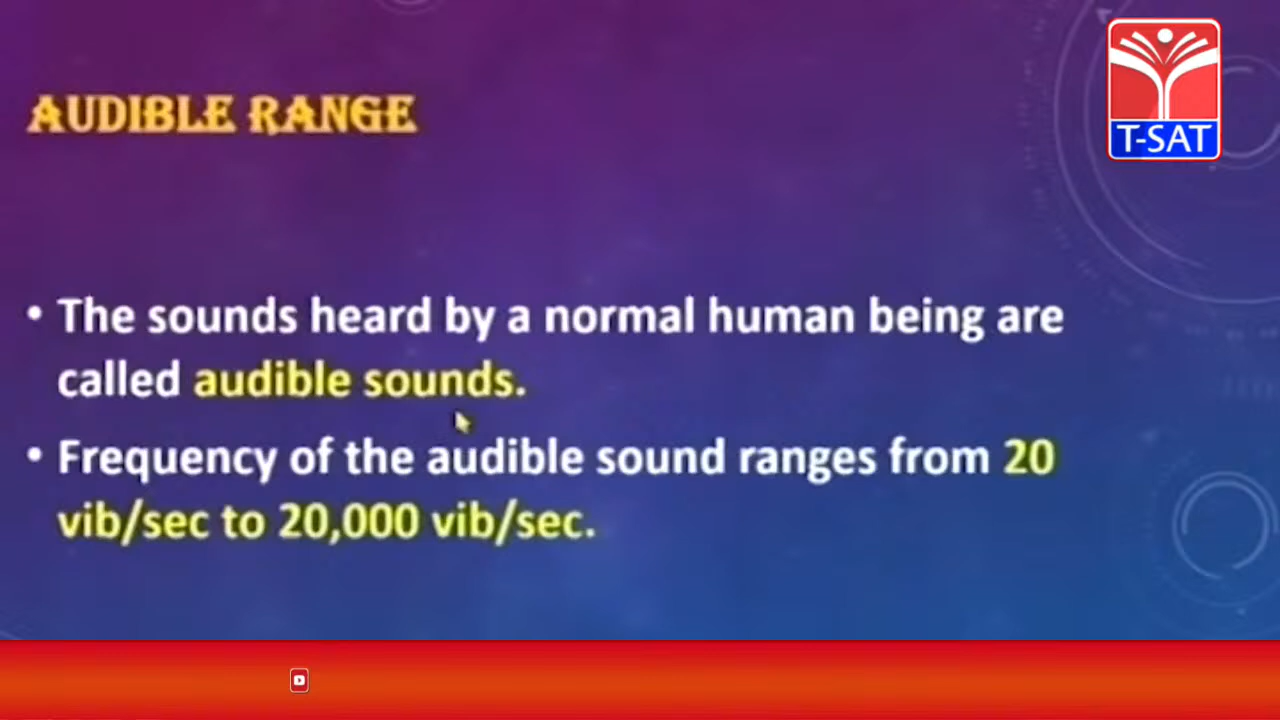 T-SAT
AUDIBLE RANGE
• The sounds heard by a normal human being are
called audible sounds.
• Frequency of the audible sound ranges from 20
vib/sec to 20,000 vib/sec.